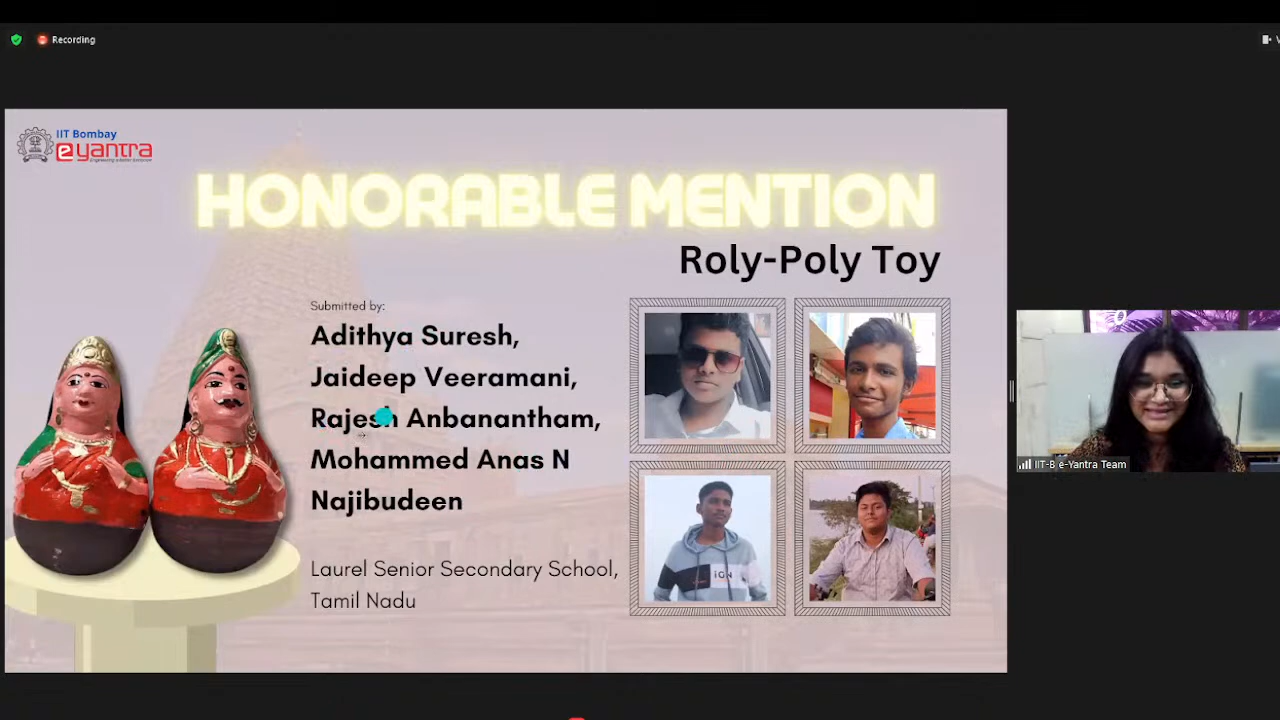 Recording
IIT Bombay
e yantra
HONORABLE MENTION
Roly-Poly Toy
Submitted by:
Adithya Suresh,
Jaideep Veeramani,
Rajesh Anbanantham,
Mohammed Anas N
Najibudeen
Laurel Senior Secondary School,
Tamil Nadu
IIT-B e-Yantra Team